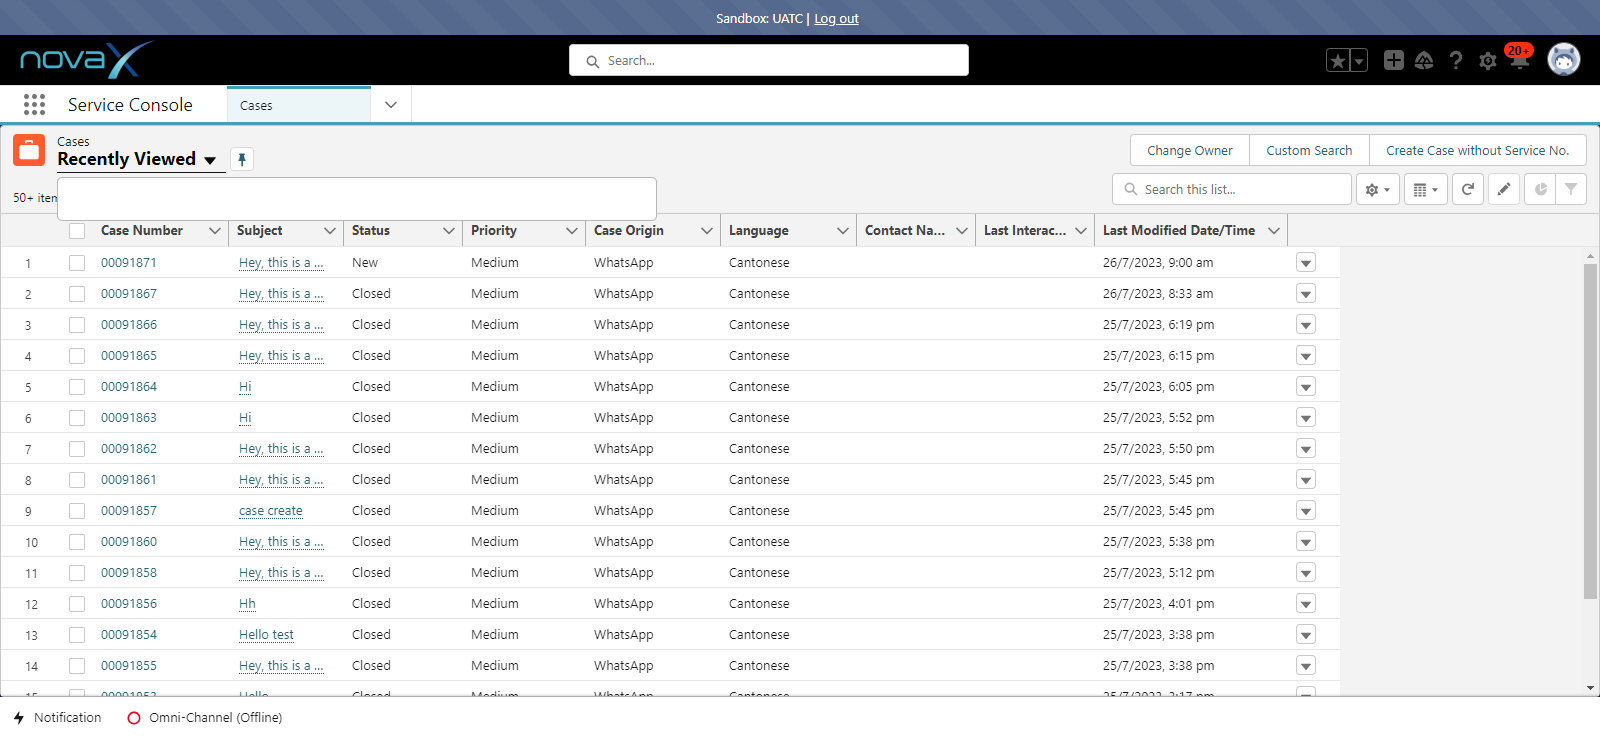 Sandbox: UATC | Log out
novaX
Search...
20+
Service Console
Cases
Cases
Recently Viewed
Change Owner
Custom Search
Create Case without Service No.
50+ item
Search this list...
Case Number Subject Status Priority Case Origin Language Contact Na... Last Interac... Last Modified Date/Time
1 00091871 Hey, this is a ... New Medium WhatsApp Cantonese 26/7/2023, 9:00 am
2 00091867 Hey, this is a ... Closed Medium WhatsApp Cantonese 26/7/2023, 8:33 am
3 00091866 Hey, this is a ... Closed Medium WhatsApp Cantonese 25/7/2023, 6:19 pm
4 00091865 Hey, this is a ... Closed Medium WhatsApp Cantonese 25/7/2023, 6:15 pm
5 00091864 Hi Closed Medium WhatsApp Cantonese 25/7/2023, 6:05 pm
6 00091863 Hi Closed Medium WhatsApp Cantonese 25/7/2023, 5:52 pm
7 00091862 Hey, this is a ... Closed Medium WhatsApp Cantonese 25/7/2023, 5:50 pm
8 00091861 Hey, this is a ... Closed Medium WhatsApp Cantonese 25/7/2023, 5:45 pm
9 00091857 case create Closed Medium WhatsApp Cantonese 25/7/2023, 5:45 pm
10 00091860 Hey, this is a ... Closed Medium WhatsApp Cantonese 25/7/2023, 5:38 pm
11 00091858 Hey, this is a ... Closed Medium WhatsApp Cantonese 25/7/2023, 5:12 pm
12 00091856 Hh Closed Medium WhatsApp Cantonese 25/7/2023, 4:01 pm
13 00091854 Hello test Closed Medium WhatsApp Cantonese 25/7/2023, 3:38 pm
14 00091855 Hey, this is a ... Closed Medium WhatsApp Cantonese 25/7/2023, 3:38 pm
Hello Closed Medium WhatsApp Cantonese
Notification
Omni-Channel (Offline)